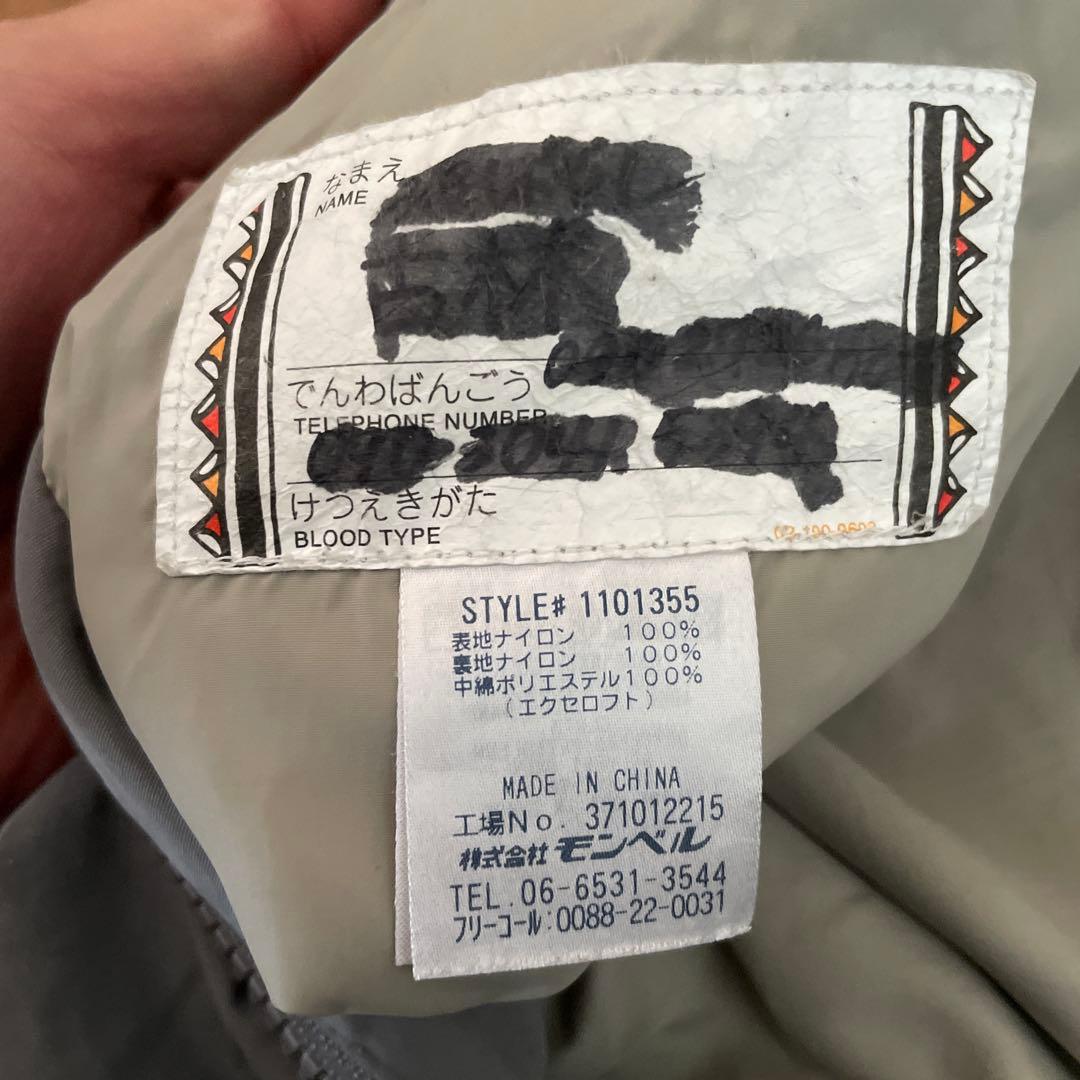 なまえ
NAME
でんわばんごう
TELEPHONE NUMBER
けつえきがた
BLOOD TYPE
STYLE# 1101355
表地ナイロン 100%
裏地ナイロン 100%
中綿ポリエステル100%
(エクセロフト)
MADE IN CHINA
工場No. 371012215
株式会社 モンベル
TEL.06-6531-3544
フリーコール:0088-22-0031